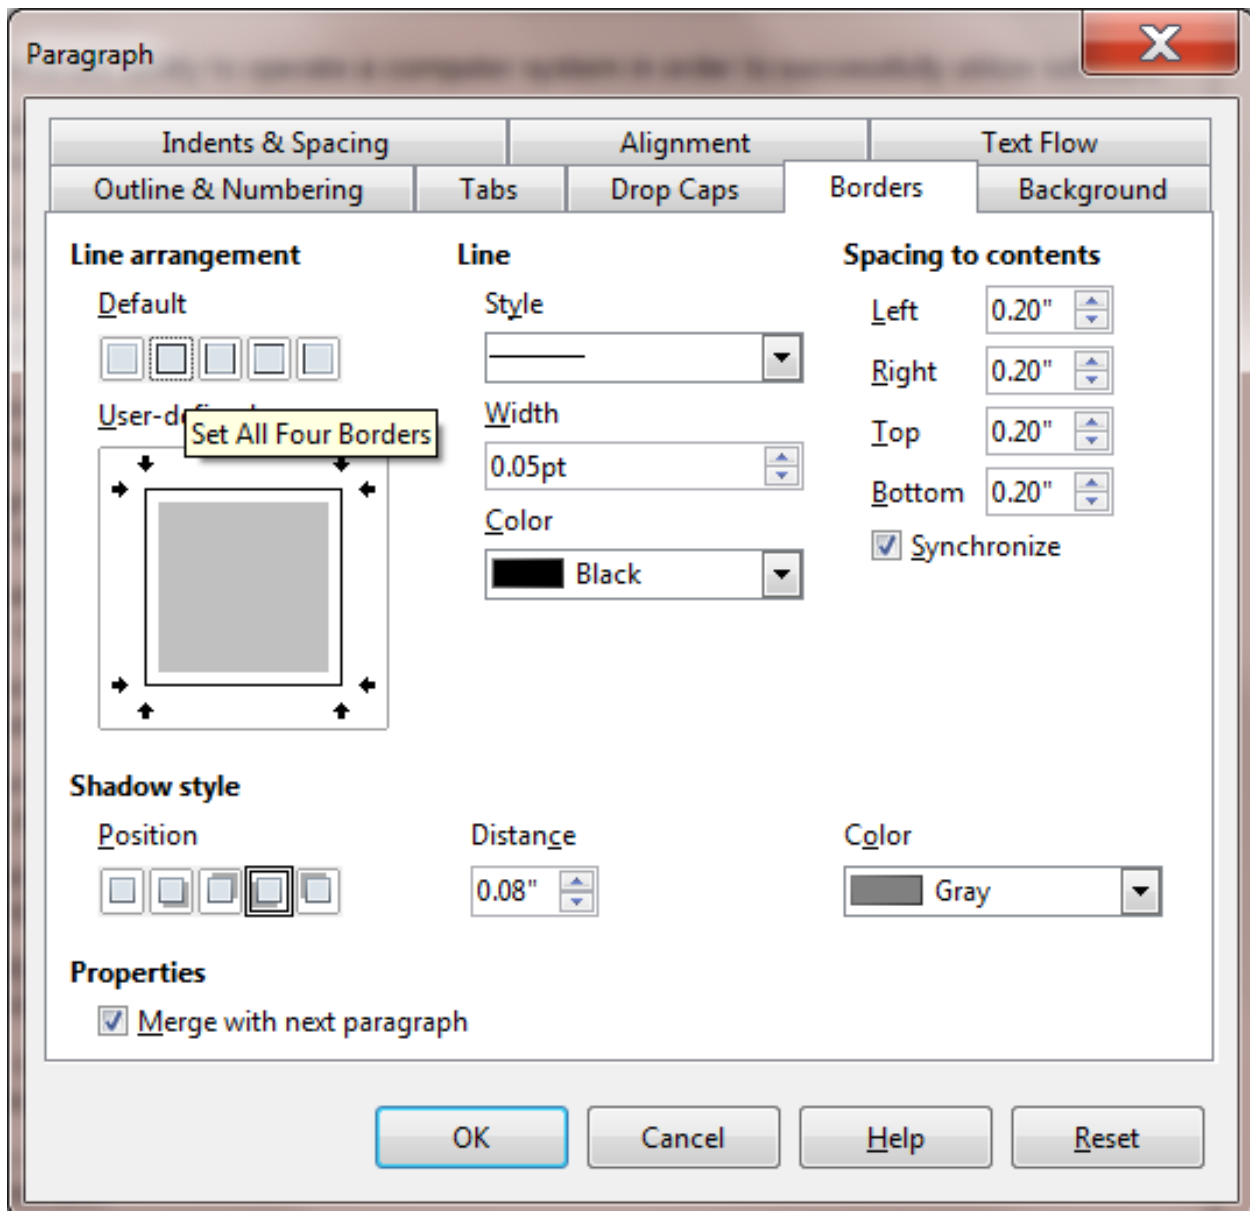 Paragraph
Indents & Spacing
Alignment
Text Flow
Outline & Numbering
Tabs
Drop Caps
Borders
Background
Line arrangement
Default
Set All Four Borders
Line
Style
Width
0.05pt
Color
Black
Spacing to contents
Left 0.20"
Right 0.20"
Top 0.20"
Bottom 0.20"
Synchronize
Shadow style
Position
Distance
0.08"
Color
Gray
Properties
Merge with next paragraph
OK
Cancel
Help
Reset